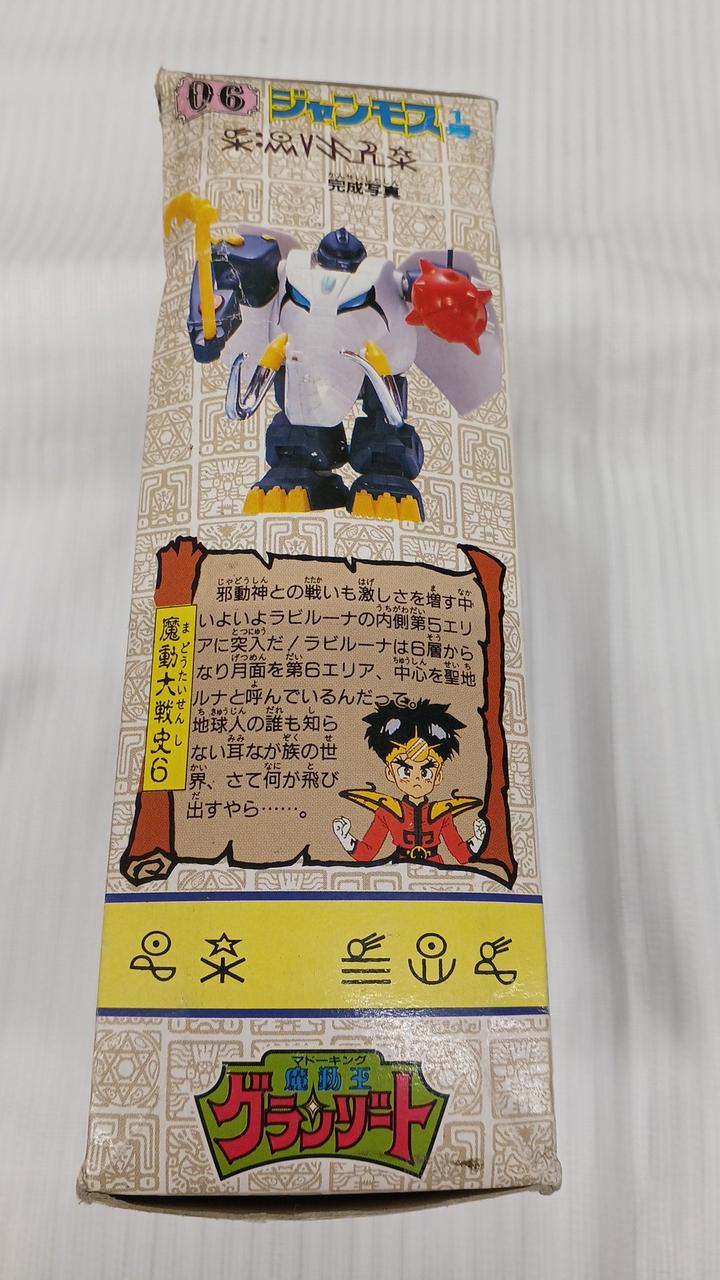 06 ジャンモス1号
完成写真
魔動大戦史6
邪動神との戦いも激しさを増す中
いよいよラビルーナの内側第5エリ
アに突入だ!ラビルーナは6層から
なり月面を第6エリア、中心を聖地
ルナと呼んでいるんだって。
地球人の誰も知ら
ない耳なが族の世
界、さて何が飛び
出すやら……。
マドーキング
魔動王
グランゾート